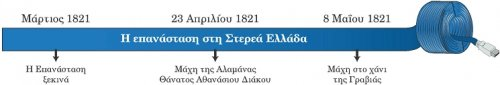 Μάρτιος 1821
23 Απριλίου 1821
8 Μαΐου 1821
Η επανάσταση στη Στερεά Ελλάδα
Η Επανάσταση
ξεκινά
Μάχη της Αλαμάνας
Θάνατος Αθανασίου Διάκου
Μάχη στο χάνι
της Γραβιάς